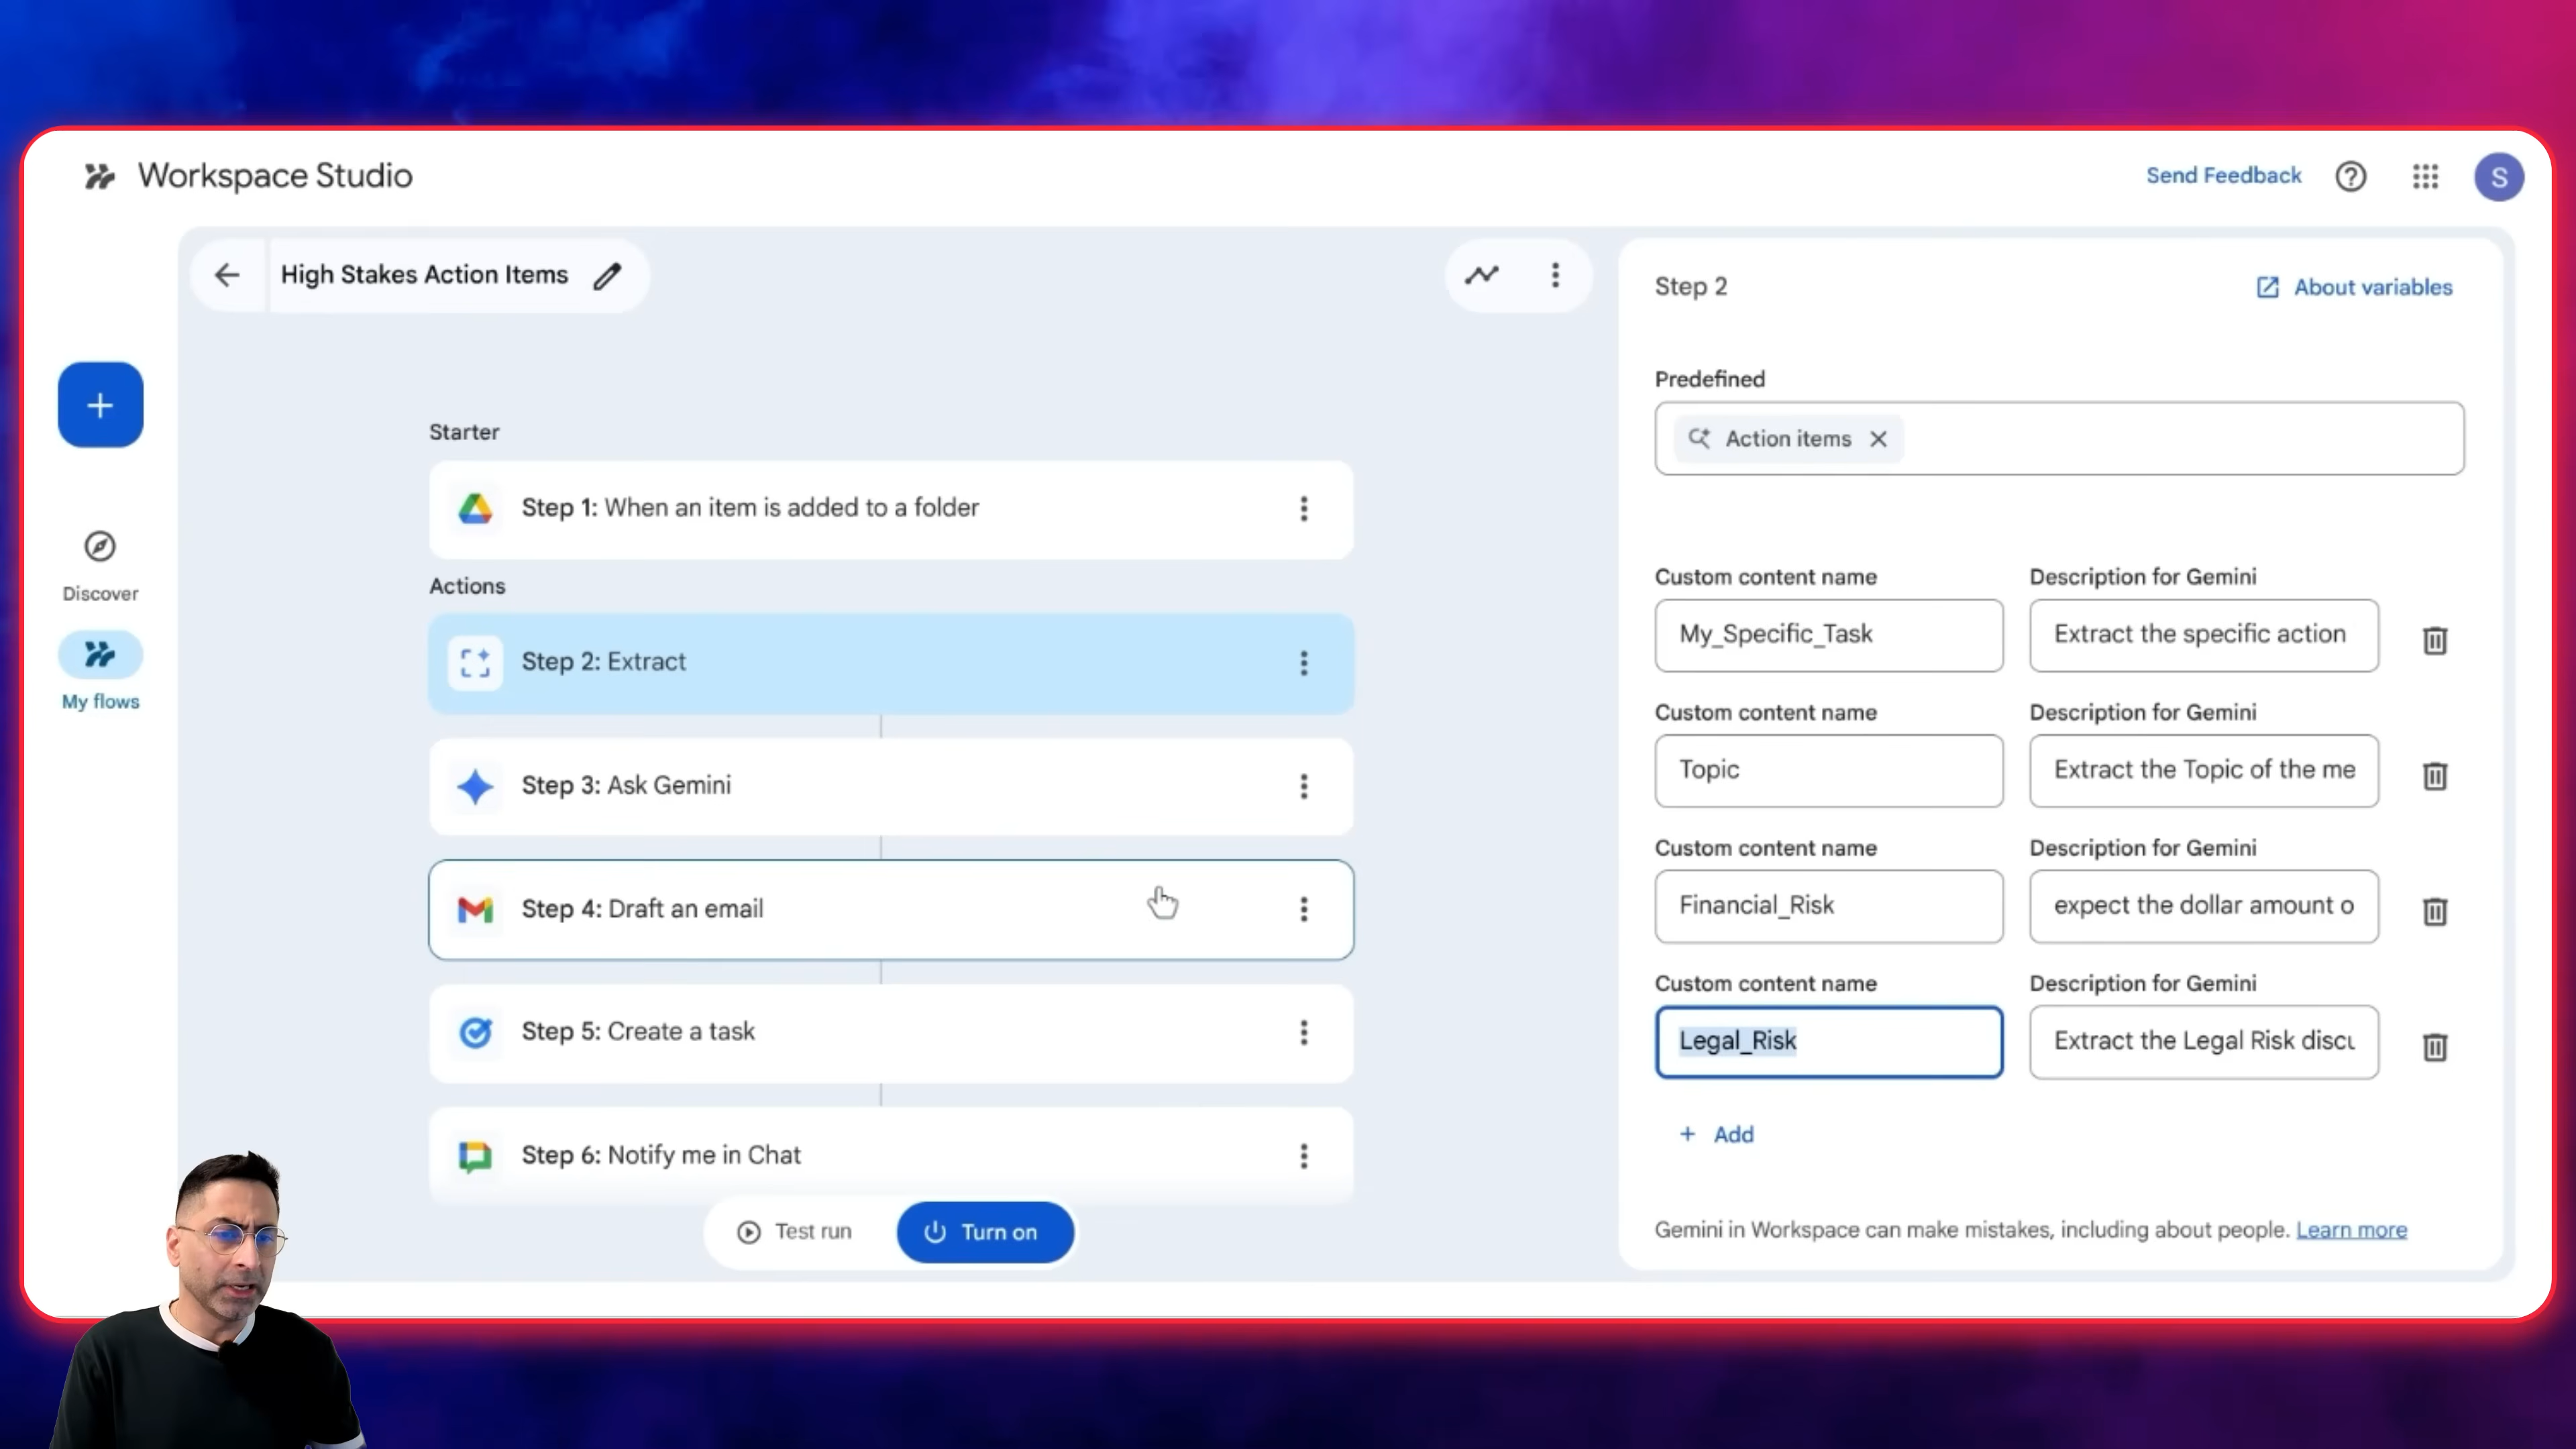 Workspace Studio
Send Feedback
S
High Stakes Action Items
Discover
My flows
Starter
Step 1: When an item is added to a folder
Actions
Step 2: Extract
Step 3: Ask Gemini
Step 4: Draft an email
Step 5: Create a task
Step 6: Notify me in Chat
Test run
Turn on
Step 2
About variables
Predefined
Action items
Custom content name Description for Gemini
My_Specific_Task Extract the specific action
Custom content name Description for Gemini
Topic Extract the Topic of the me
Custom content name Description for Gemini
Financial_Risk expect the dollar amount o
Custom content name Description for Gemini
Legal_Risk Extract the Legal Risk discu
+ Add
Gemini in Workspace can make mistakes, including about people. Learn more